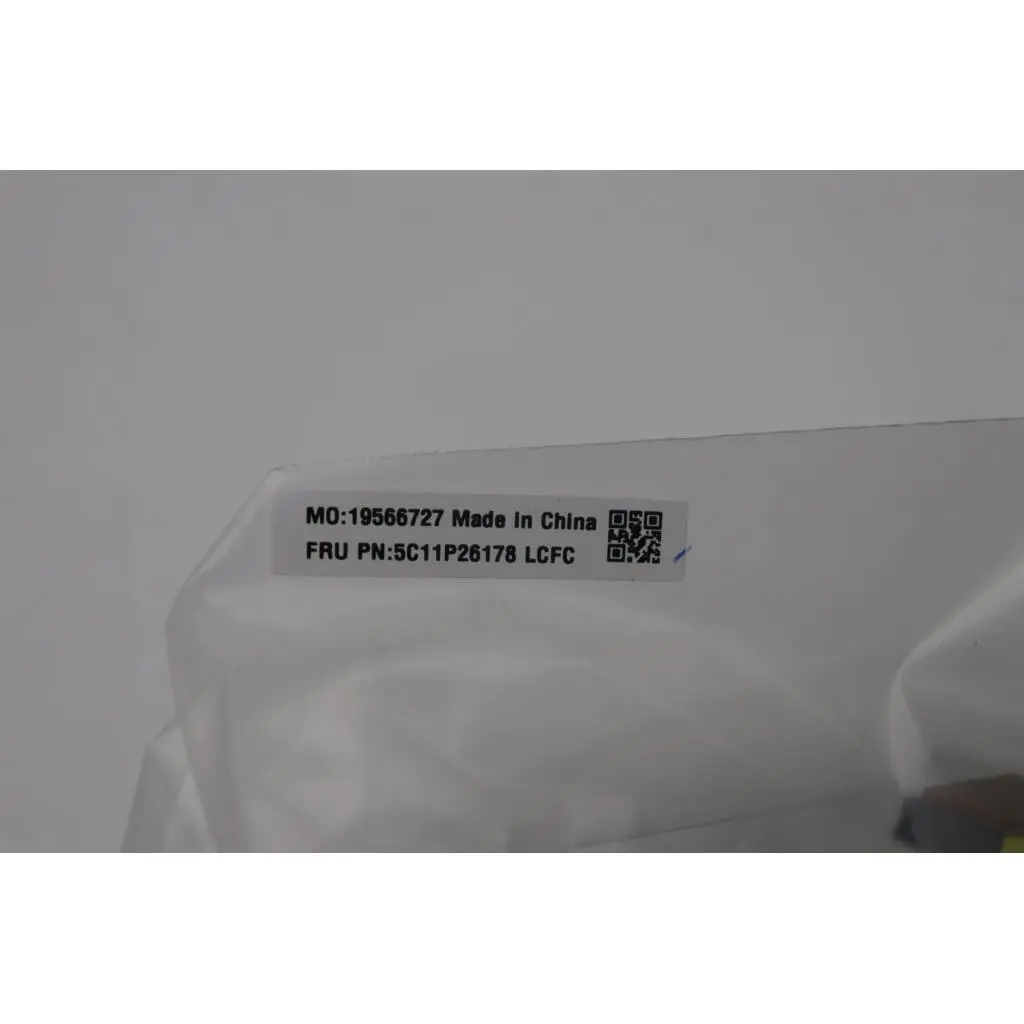 MO:19566727 Made in China
FRU PN:5C11P26178 LCFC